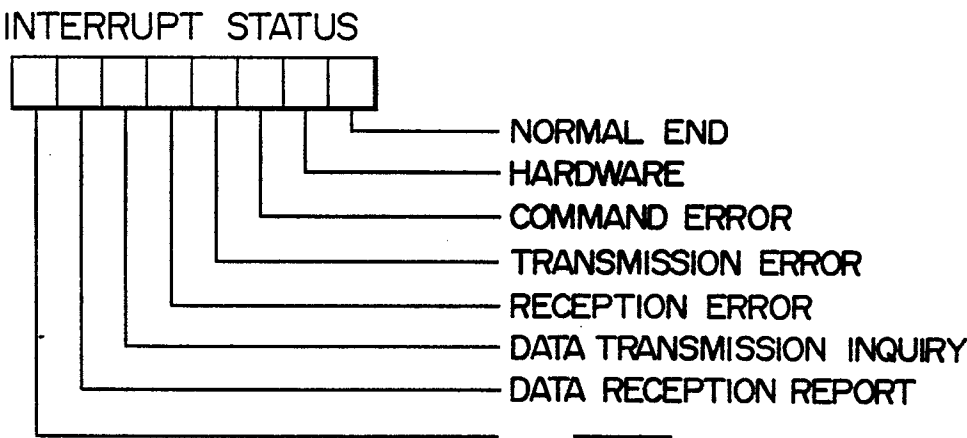 INTERRUPT STATUS
NORMAL END
HARDWARE
COMMAND ERROR
TRANSMISSION ERROR
RECEPTION ERROR
DATA TRANSMISSION INQUIRY
DATA RECEPTION REPORT